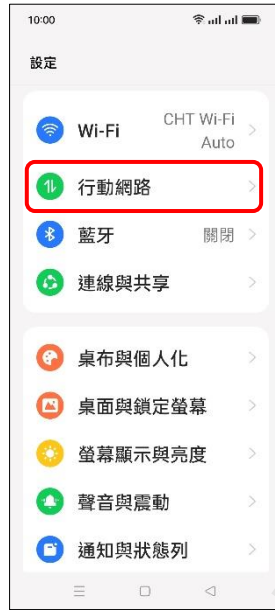 10:00
設定
Wi-Fi CHT Wi-Fi
Auto
行動網路
藍牙 關閉
連線與共享
桌布與個人化
桌面與鎖定螢幕
螢幕顯示與亮度
聲音與震動
通知與狀態列